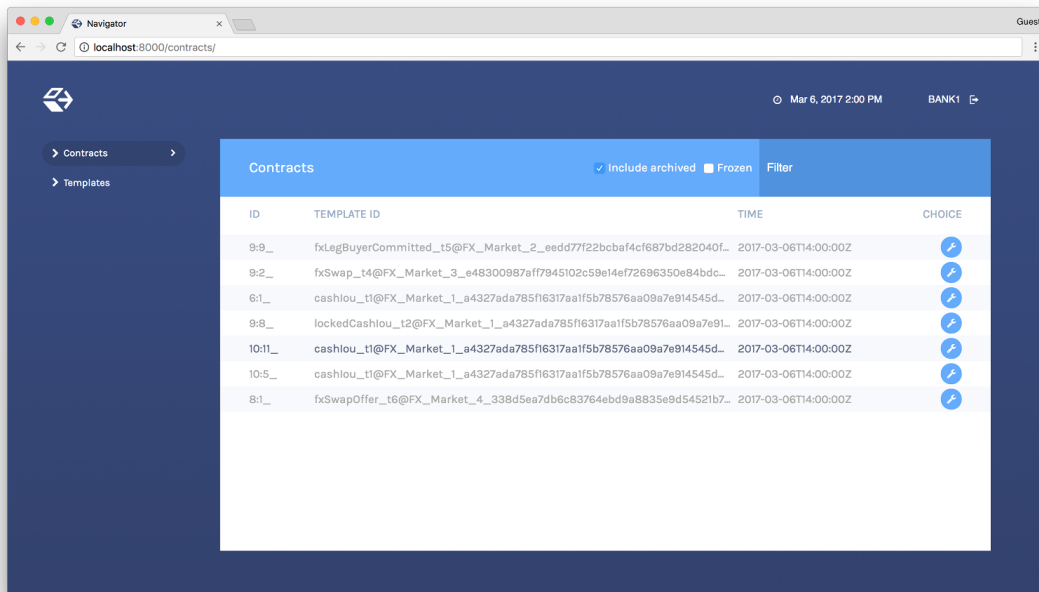 Navigator
Guest
localhost:8000/contracts/
Mar 6, 2017 2:00 PM
BANK1
Contracts
Templates
Contracts
Include archived
Frozen
Filter
ID TEMPLATE ID TIME CHOICE
9:9_ fxLegBuyerCommitted_t5@FX_Market_2_eedd77f22bcbaf4cf687bd282040f... 2017-03-06T14:00:00Z
9:2_ fxSwap_t4@FX_Market_3_e48300987aff7945102c59e14ef72696350e84bdc... 2017-03-06T14:00:00Z
6:1_ cashIou_t1@FX_Market_1_a4327ada785f16317aa1f5b78576aa09a7e914545d... 2017-03-06T14:00:00Z
9:8_ lockedCashIou_t2@FX_Market_1_a4327ada785f16317aa1f5b78576aa09a7e91... 2017-03-06T14:00:00Z
10:11_ cashIou_t1@FX_Market_1_a4327ada785f16317aa1f5b78576aa09a7e914545d... 2017-03-06T14:00:00Z
10:5_ cashIou_t1@FX_Market_1_a4327ada785f16317aa1f5b78576aa09a7e914545d... 2017-03-06T14:00:00Z
8:1_ fxSwapOffer_t6@FX_Market_4_338d5ea7db6c83764ebd9a8835e9d54521b7... 2017-03-06T14:00:00Z